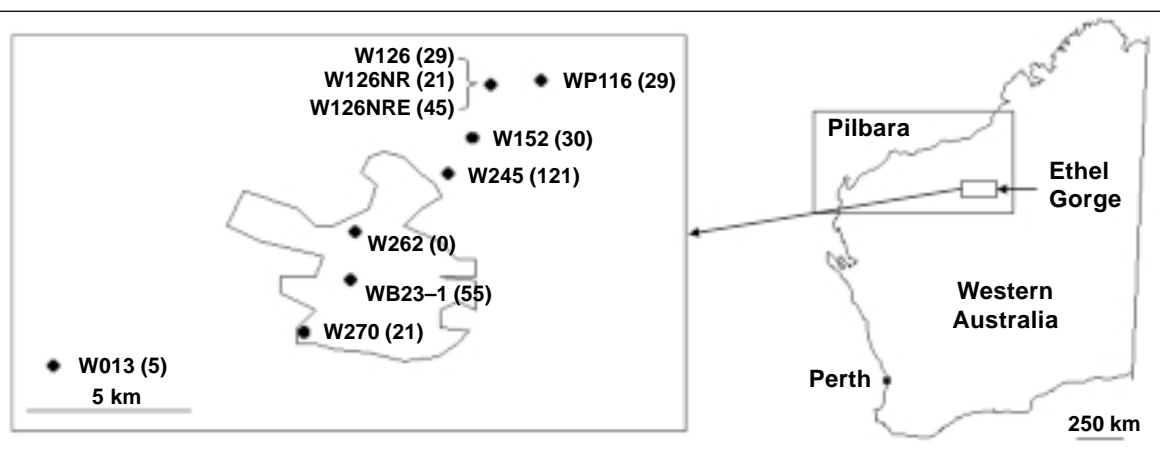 W126 (29)
W126NR (21)
W126NRE (45)
WP116 (29)
W152 (30)
W245 (121)
W262 (0)
WB23–1 (55)
W270 (21)
W013 (5)
5 km
Pilbara
Ethel
Gorge
Western
Australia
Perth
250 km